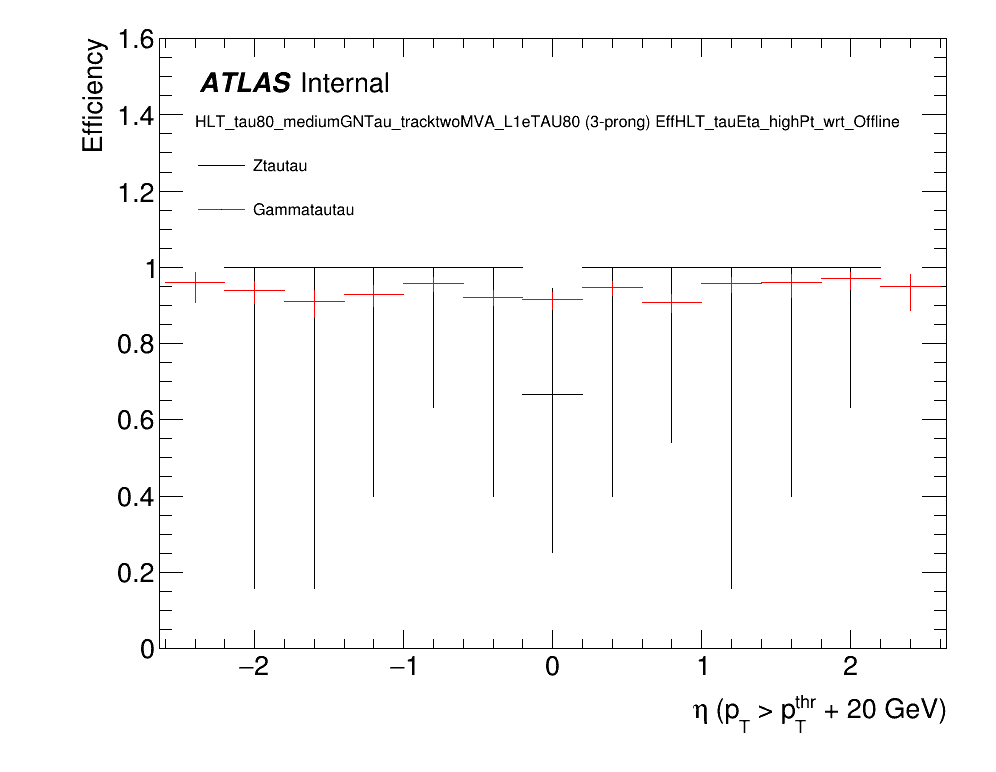 1.6
Efficiency
ATLAS Internal
1.4
HLT_tau80_mediumGNTau_tracktwoMVA_L1eTAU80 (3-prong) EffHLT_tauEta_highPt_wrt_Offline
Ztautau
1.2
Gammatautau
1
0.8
0.6
0.4
0.2
0
−2 −1 0 1 2
η (p_T > p_T^thr + 20 GeV)